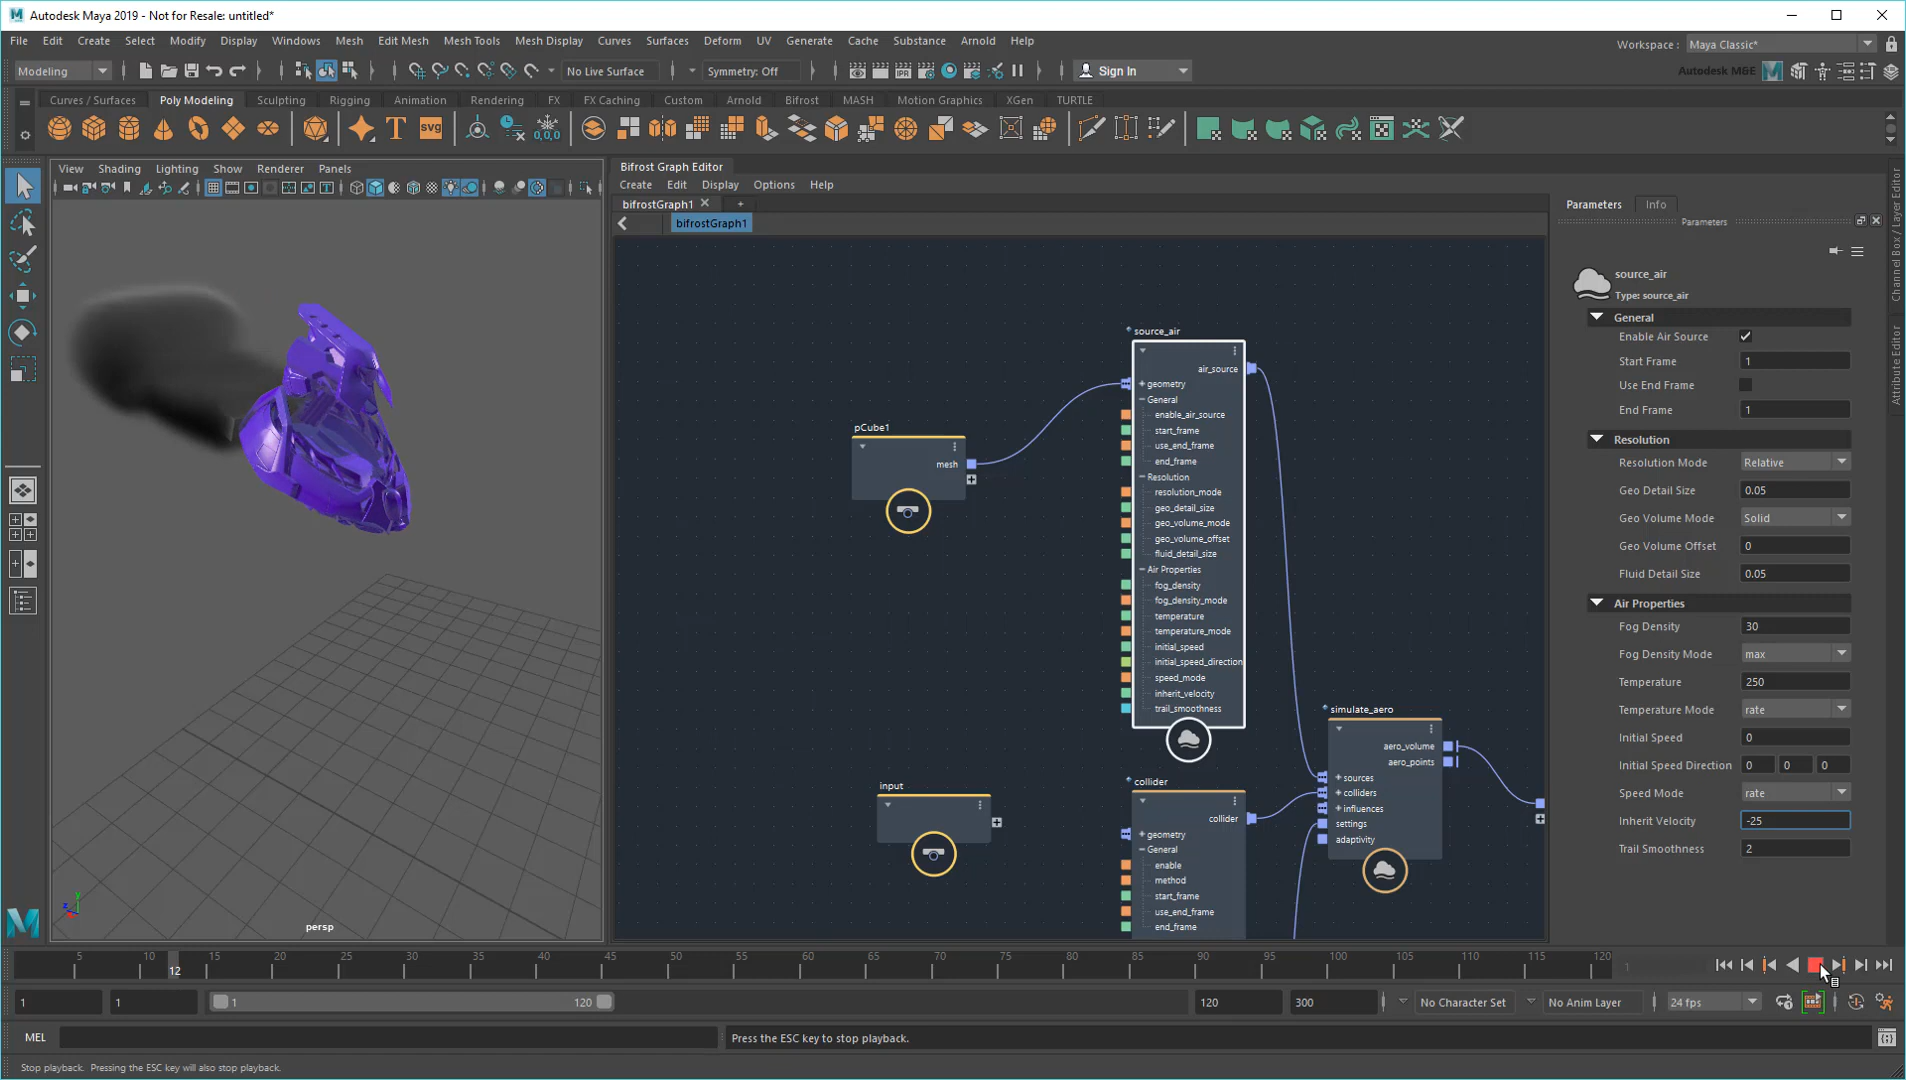 Autodesk Maya 2019 - Not for Resale: untitled*
File Edit Create Select Modify Display Windows Mesh Edit Mesh Mesh Tools Mesh Display Curves Surfaces Deform UV Generate Cache Substance Arnold Help
Workspace : Maya Classic*
Modeling No Live Surface Symmetry: Off IPR Sign In Autodesk M&E
Curves / Surfaces Poly Modeling Sculpting Rigging Animation Rendering FX FX Caching Custom Arnold Bifrost MASH Motion Graphics XGen TURTLE
T svg 0,0,0
View Shading Lighting Show Renderer Panels
Bifrost Graph Editor
Create Edit Display Options Help
bifrostGraph1
bifrostGraph1
source_air
air_source
geometry
General
enable_air_source
start_frame
use_end_frame
end_frame
Resolution
resolution_mode
geo_detail_size
geo_volume_mode
geo_volume_offset
fluid_detail_size
Air Properties
fog_density
fog_density_mode
temperature
temperature_mode
initial_speed
initial_speed_direction
speed_mode
inherit_velocity
trail_smoothness
pCube1
mesh
input
collider
collider
geometry
General
enable
method
start_frame
use_end_frame
end_frame
simulate_aero
aero_volume
aero_points
sources
colliders
influences
settings
adaptivity
Parameters Info
Parameters
source_air
Type: source_air
General
Enable Air Source
Start Frame 1
Use End Frame
End Frame 1
Resolution
Resolution Mode Relative
Geo Detail Size 0.05
Geo Volume Mode Solid
Geo Volume Offset 0
Fluid Detail Size 0.05
Air Properties
Fog Density 30
Fog Density Mode max
Temperature 250
Temperature Mode rate
Initial Speed 0
Initial Speed Direction 0 0 0
Speed Mode rate
Inherit Velocity -25
Trail Smoothness 2
Channel Box / Layer Editor
Attribute Editor
y
z
persp
5 10 15 20 25 30 35 40 45 50 55 60 65 70 75 80 85 90 95 100 105 110 115 120
12
1
1 1 1 120 120 300 No Character Set No Anim Layer 24 fps
MEL Press the ESC key to stop playback.
Stop playback. Pressing the ESC key will also stop playback.